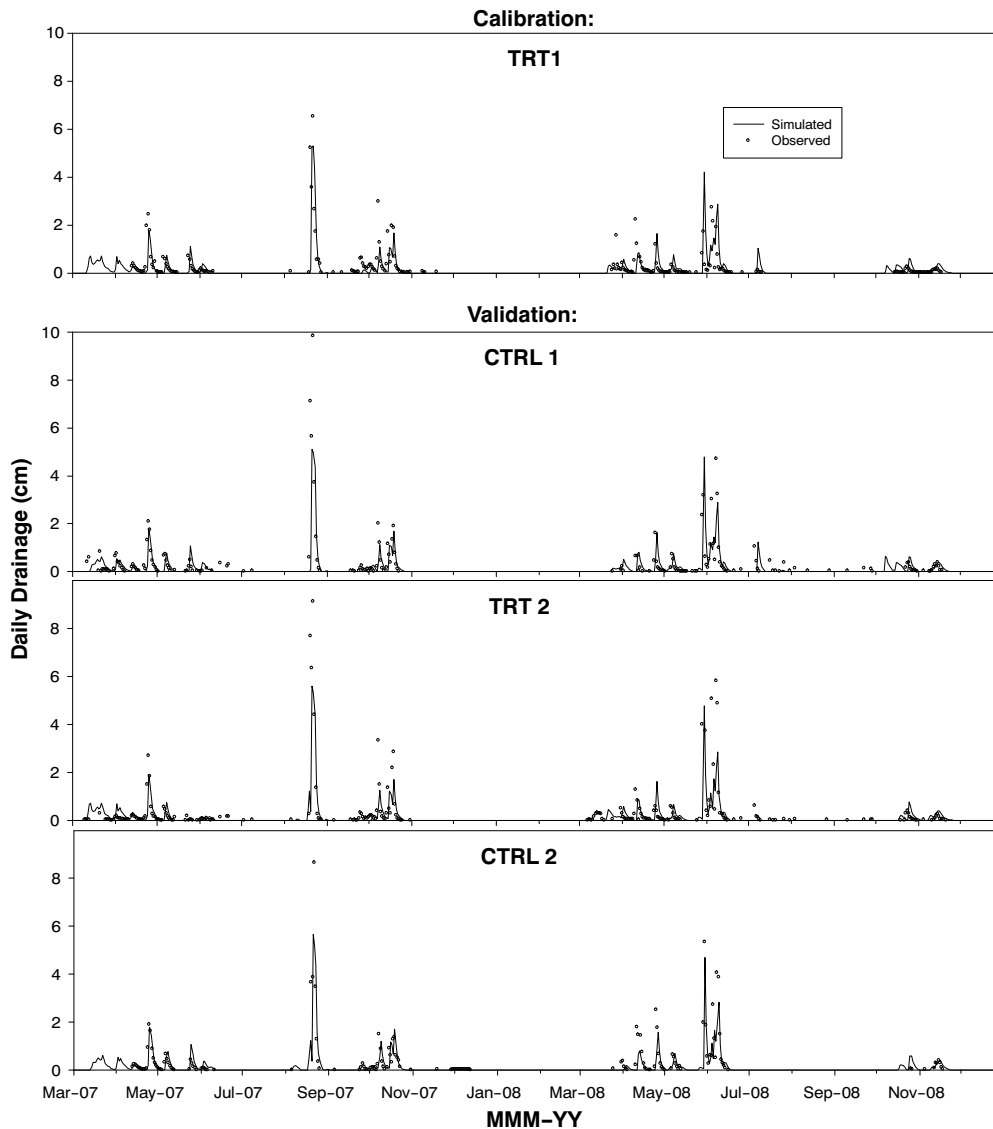 Calibration:
TRT1
10
8
6
4
2
0
Simulated
Observed
Validation:
CTRL 1
10
8
6
4
2
0
TRT 2
8
6
4
2
0
CTRL 2
8
6
4
2
0
Daily Drainage (cm)
Mar-07 May-07 Jul-07 Sep-07 Nov-07 Jan-08 Mar-08 May-08 Jul-08 Sep-08 Nov-08
MMM-YY